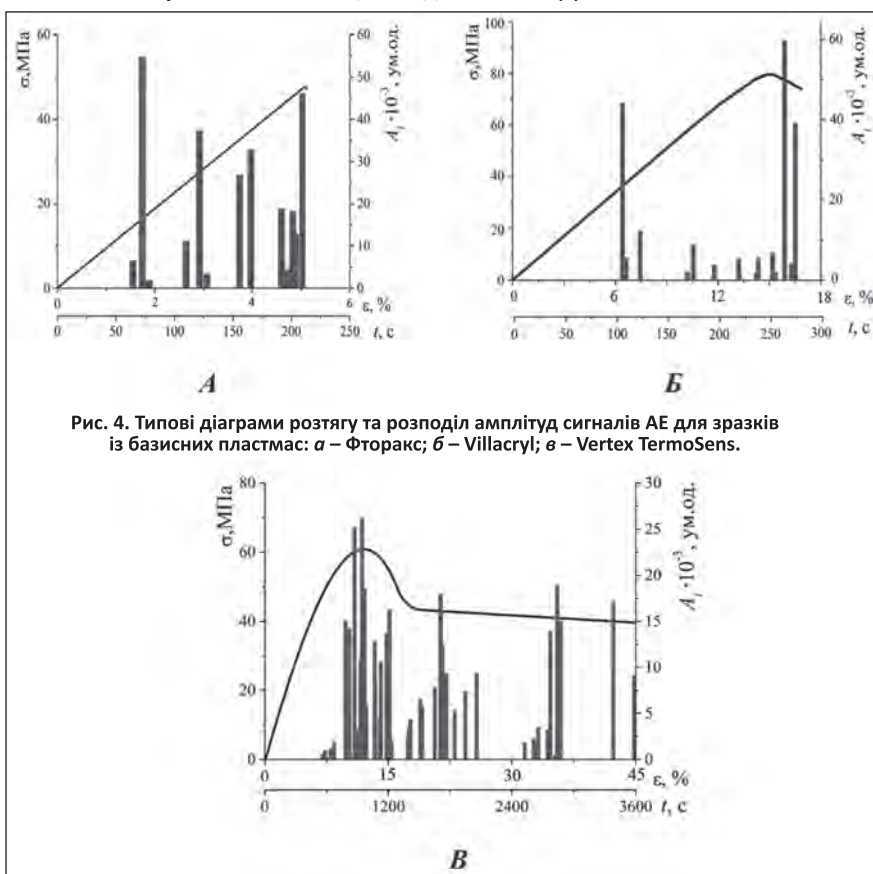 60
40
20
0
σ,МПа
60
50
40
30
20
10
0
Aᵢ·10⁻³, ум.од.
0 2 4 6
ε, %
0 50 100 150 200 250
t, с
А
100
80
60
40
20
0
σ,МПа
60
40
20
0
Aᵢ·10⁻³, ум.од.
0 6 12 18
ε, %
0 50 100 150 200 250 300
t, с
Б
Рис. 4. Типові діаграми розтягу та розподіл амплітуд сигналів АЕ для зразків
із базисних пластмас: а – Фторакс; б – Villacryl; в – Vertex TermoSens.
80
60
40
20
0
σ,МПа
30
25
20
15
10
5
0
Aᵢ·10⁻³, ум.од.
0 15 30 45
ε, %
0 1200 2400 3600
t, с
В